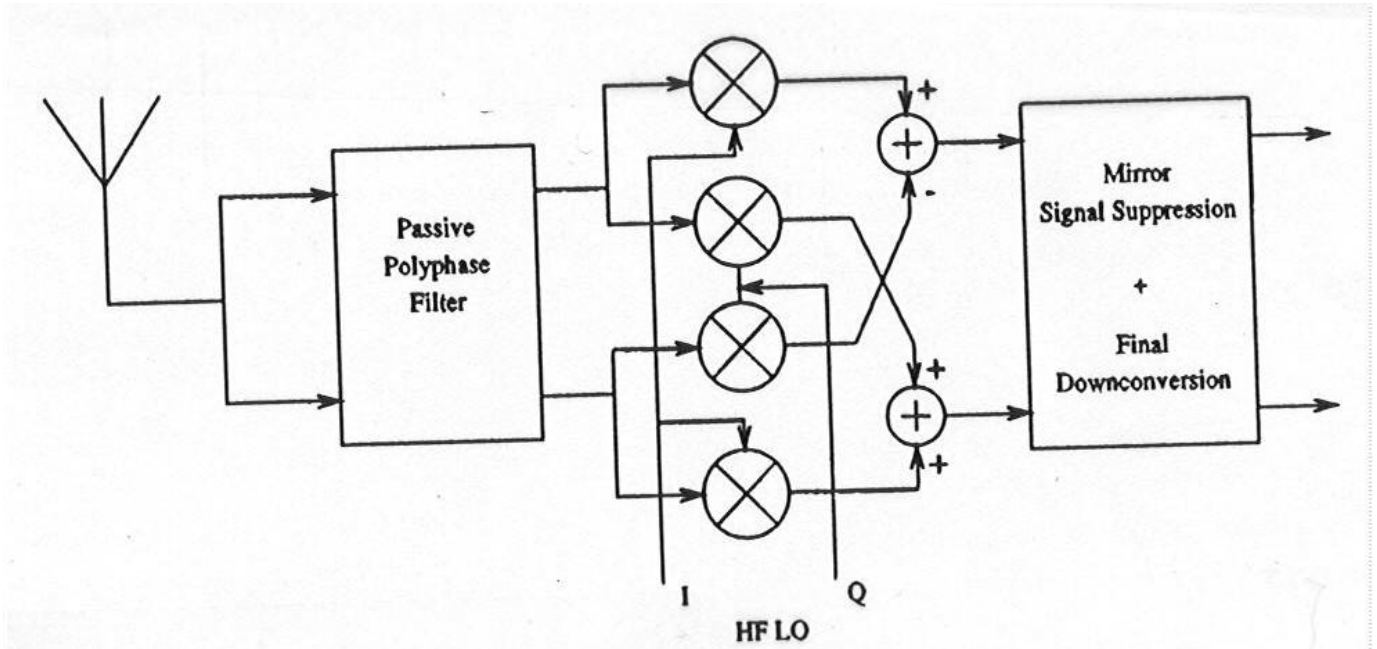 Passive
Polyphase
Filter
+
-
+
+
Mirror
Signal Suppression
+
Final
Downconversion
I
Q
HF LO